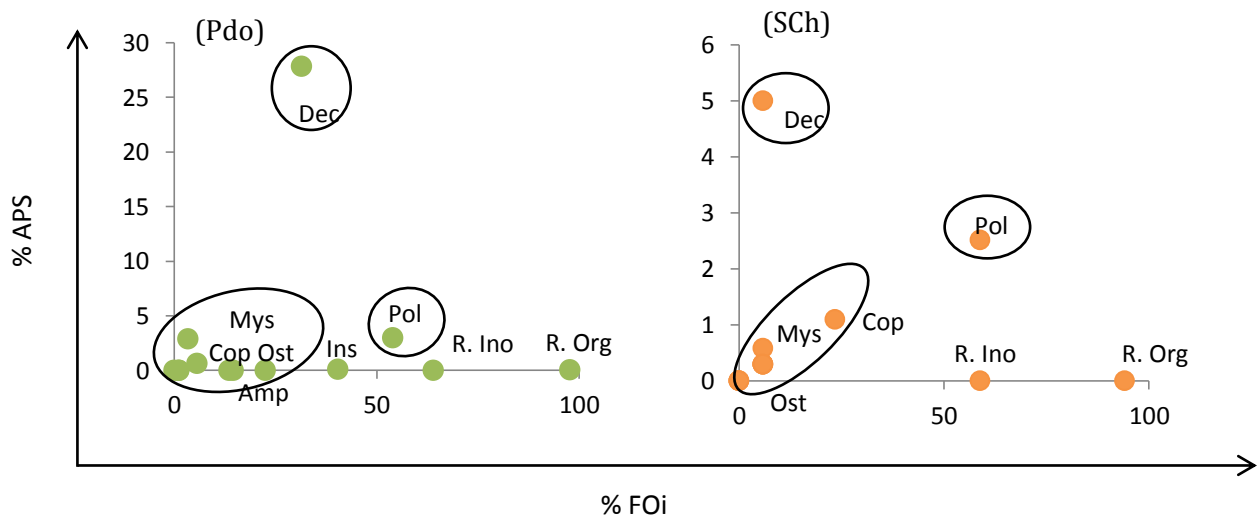 (Pdo)
30
25
20
15
10
5
0
0
50
100
Dec
Mys
Pol
Cop Ost
Ins
R. Ino
R. Org
Amp
(SCh)
6
5
4
3
2
1
0
0
50
100
Dec
Pol
Mys
Cop
R. Ino
R. Org
Ost
% APS
% FOi